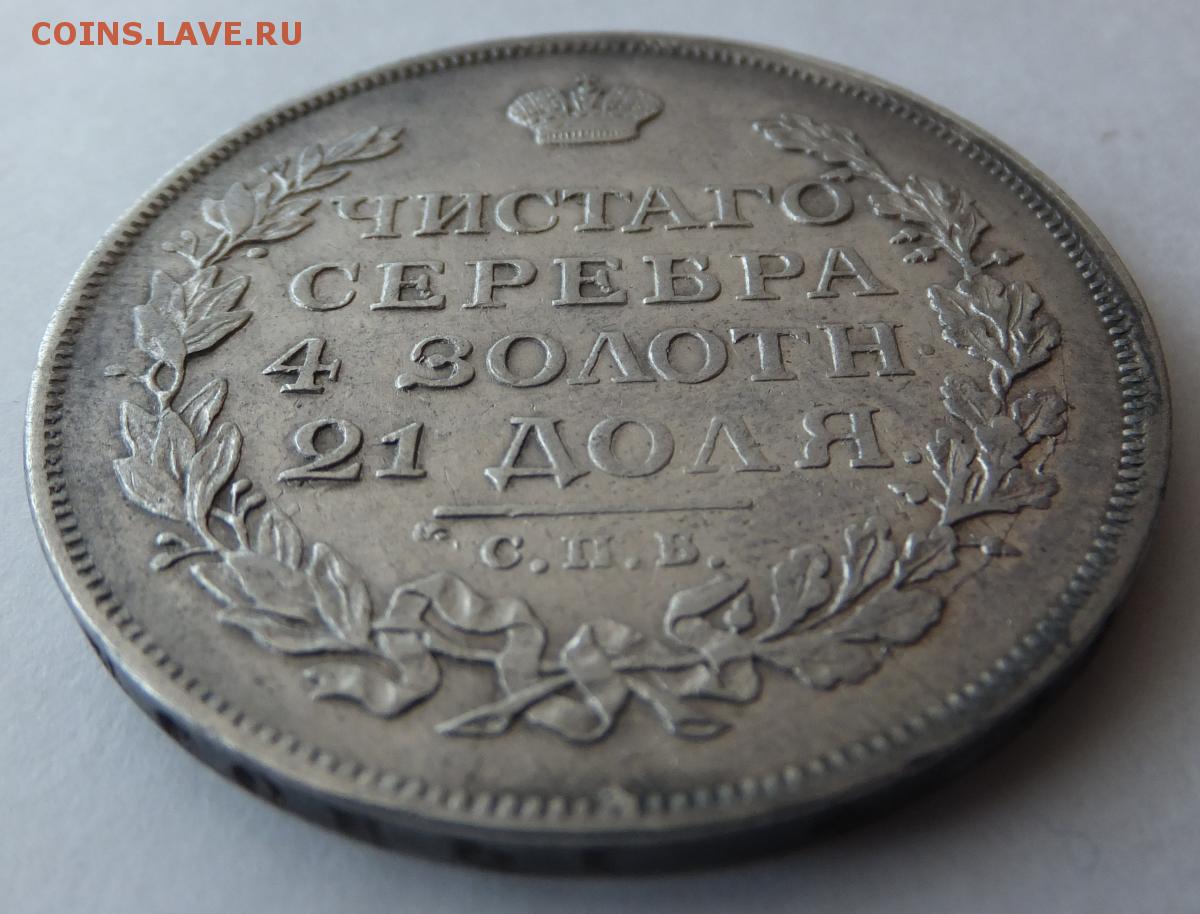 COINS.LAVE.RU
ЧИСТАГО
СЕРЕБРА
4 ЗОЛОТН.
21 ДОЛЯ.
С.П.Б.